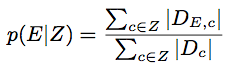 p(E|Z) = \frac{\sum_{c \in Z} |D_{E,c}|}{\sum_{c \in Z} |D_c|}